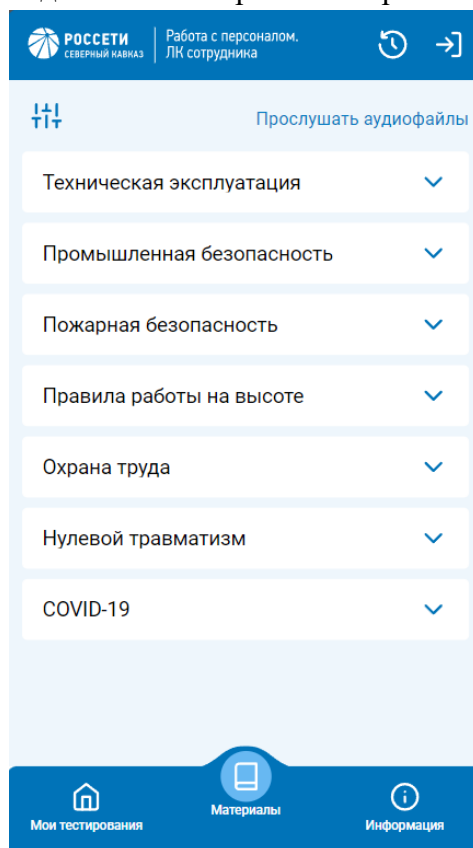 РОССЕТИ
СЕВЕРНЫЙ КАВКАЗ
Работа с персоналом.
ЛК сотрудника
Прослушать аудиофайлы
Техническая эксплуатация
Промышленная безопасность
Пожарная безопасность
Правила работы на высоте
Охрана труда
Нулевой травматизм
COVID-19
Мои тестирования
Материалы
Информация